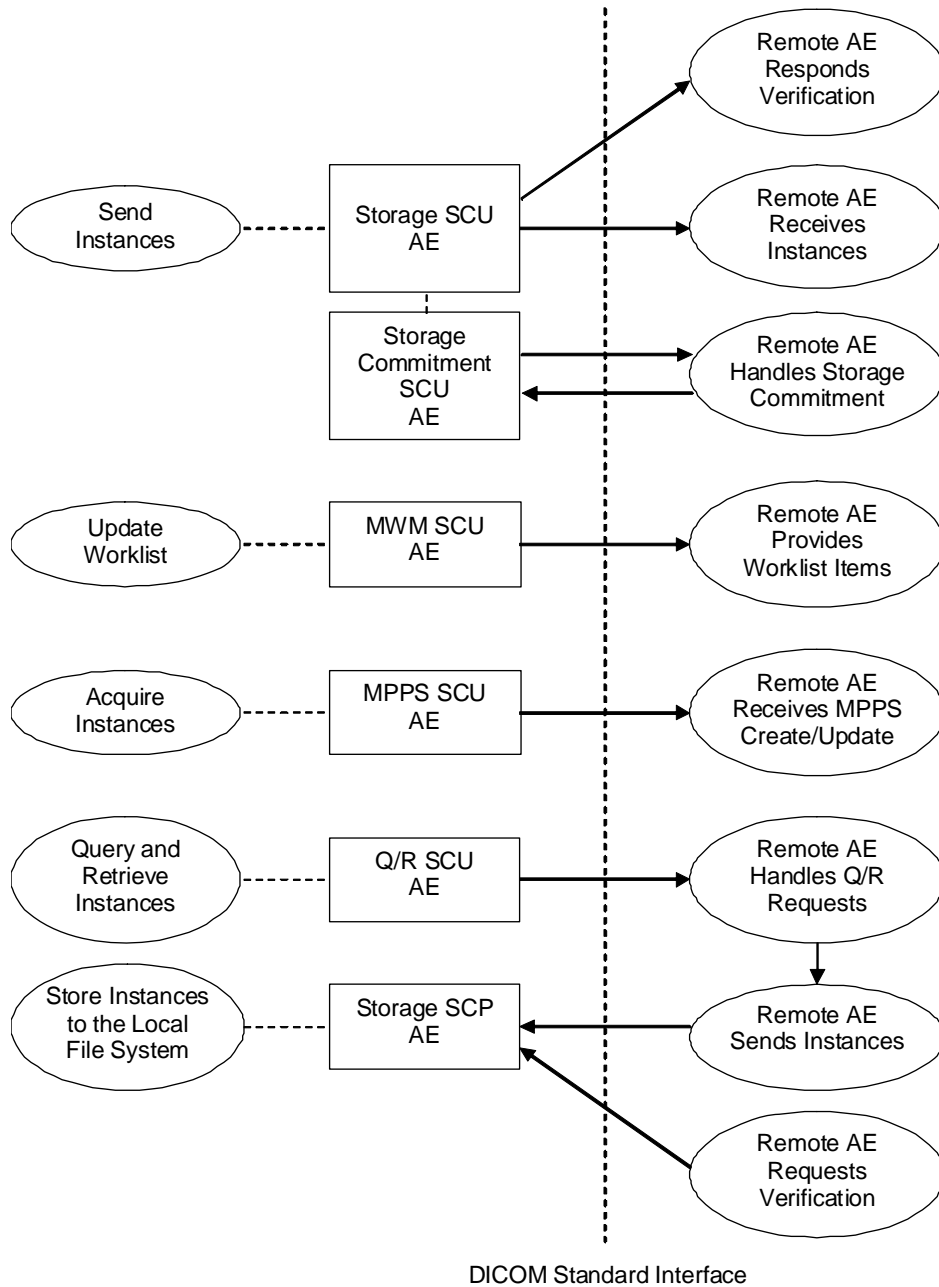 Remote AE
Responds
Verification
Send
Instances
Storage SCU
AE
Remote AE
Receives
Instances
Storage
Commitment
SCU
AE
Remote AE
Handles Storage
Commitment
Update
Worklist
MWM SCU
AE
Remote AE
Provides
Worklist Items
Acquire
Instances
MPPS SCU
AE
Remote AE
Receives MPPS
Create/Update
Query and
Retrieve
Instances
Q/R SCU
AE
Remote AE
Handles Q/R
Requests
Store Instances
to the Local
File System
Storage SCP
AE
Remote AE
Sends Instances
Remote AE
Requests
Verification
DICOM Standard Interface